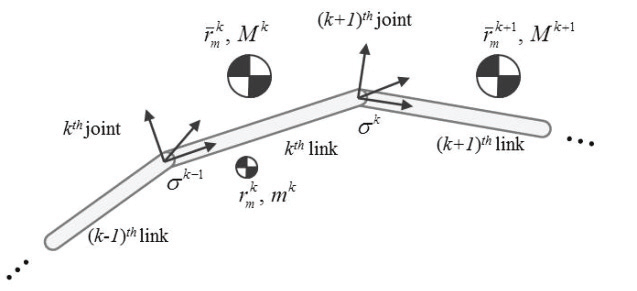 (k+1)ᵗʰ joint
r̄ₘᵏ, Mᵏ
r̄ₘᵏ⁺¹, Mᵏ⁺¹
kᵗʰ joint
σᵏ
kᵗʰ link
(k+1)ᵗʰ link
...
σᵏ⁻¹
rₘᵏ, mᵏ
(k-1)ᵗʰ link
...